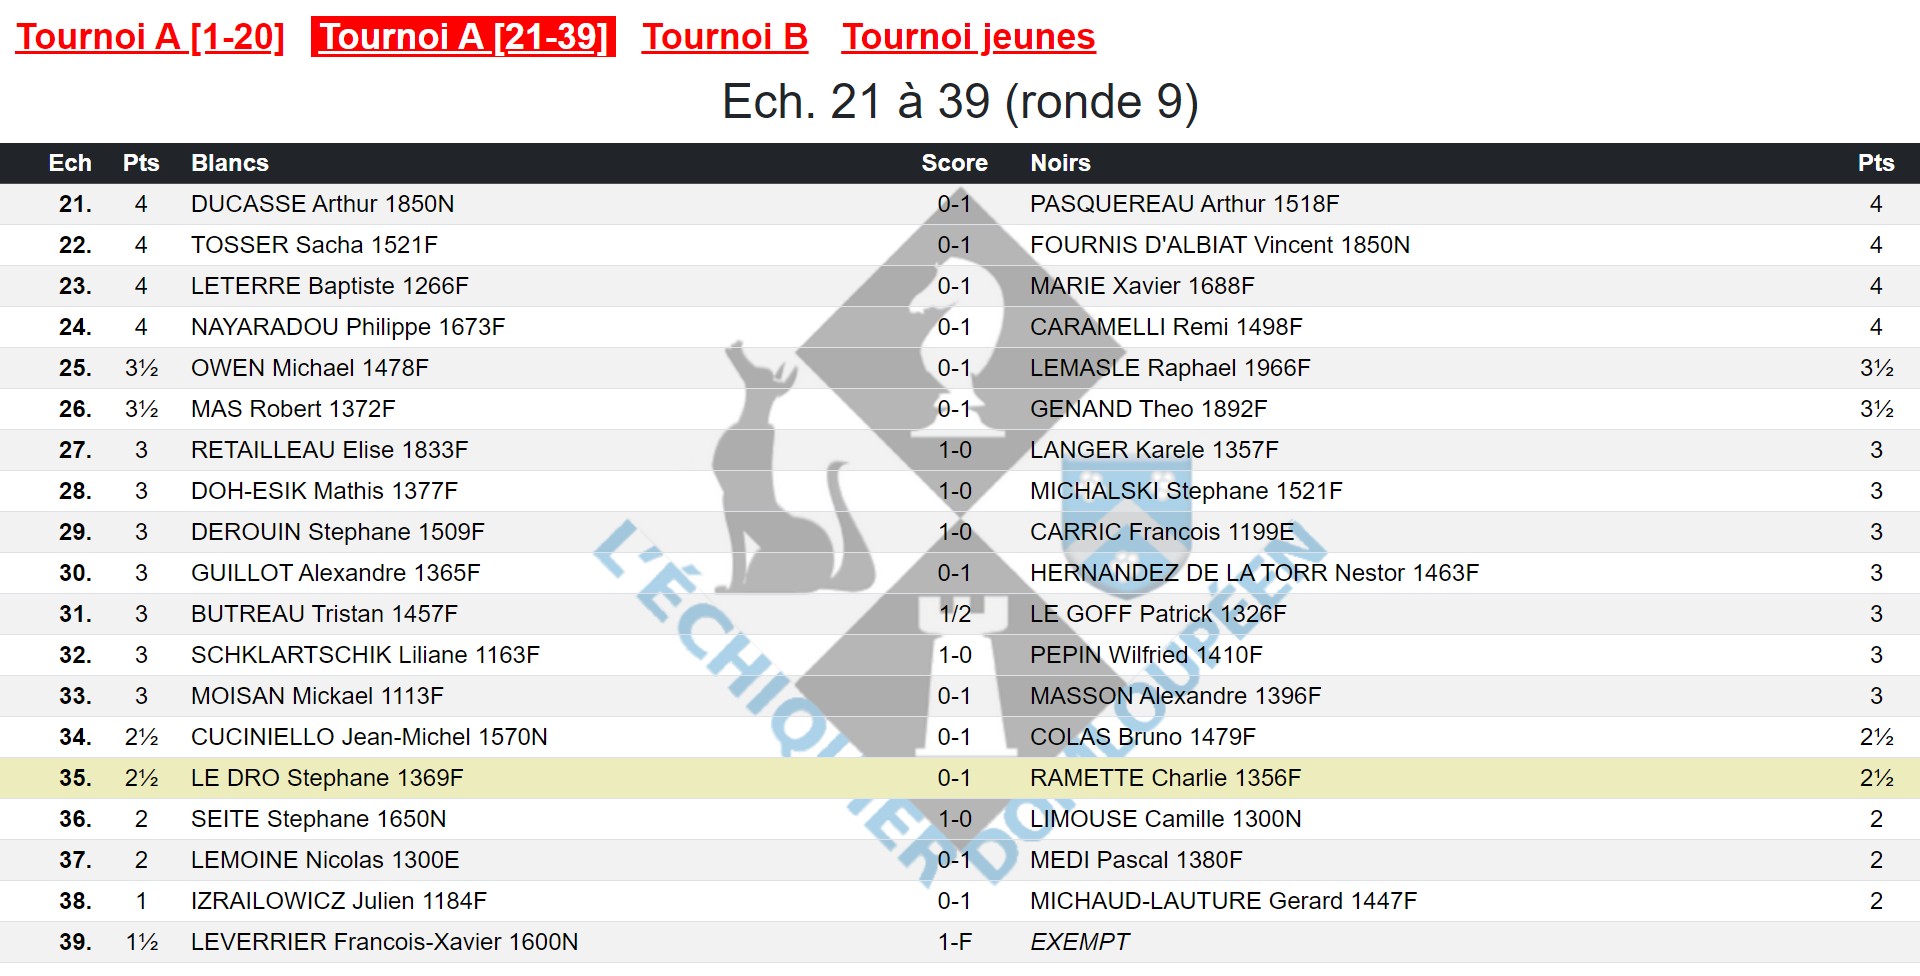 Tournoi A [1-20] Tournoi A [21-39] Tournoi B Tournoi jeunes
Ech. 21 à 39 (ronde 9)
Ech Pts Blancs Score Noirs Pts
21. 4 DUCASSE Arthur 1850N 0-1 PASQUEREAU Arthur 1518F 4
22. 4 TOSSER Sacha 1521F 0-1 FOURNIS D'ALBIAT Vincent 1850N 4
23. 4 LETERRE Baptiste 1266F 0-1 MARIE Xavier 1688F 4
24. 4 NAYARADOU Philippe 1673F 0-1 CARAMELLI Remi 1498F 4
25. 3½ OWEN Michael 1478F 0-1 LEMASLE Raphael 1966F 3½
26. 3½ MAS Robert 1372F 0-1 GENAND Theo 1892F 3½
27. 3 RETAILLEAU Elise 1833F 1-0 LANGER Karele 1357F 3
28. 3 DOH-ESIK Mathis 1377F 1-0 MICHALSKI Stephane 1521F 3
29. 3 DEROUIN Stephane 1509F 1-0 CARRIC Francois 1199E 3
30. 3 GUILLOT Alexandre 1365F 0-1 HERNANDEZ DE LA TORR Nestor 1463F 3
31. 3 BUTREAU Tristan 1457F 1/2 LE GOFF Patrick 1326F 3
32. 3 SCHKLARTSCHIK Liliane 1163F 1-0 PEPIN Wilfried 1410F 3
33. 3 MOISAN Mickael 1113F 0-1 MASSON Alexandre 1396F 3
34. 2½ CUCINIELLO Jean-Michel 1570N 0-1 COLAS Bruno 1479F 2½
35. 2½ LE DRO Stephane 1369F 0-1 RAMETTE Charlie 1356F 2½
36. 2 SEITE Stephane 1650N 1-0 LIMOUSE Camille 1300N 2
37. 2 LEMOINE Nicolas 1300E 0-1 MEDI Pascal 1380F 2
38. 1 IZRAILOWICZ Julien 1184F 0-1 MICHAUD-LAUTURE Gerard 1447F 2
39. 1½ LEVERRIER Francois-Xavier 1600N 1-F EXEMPT